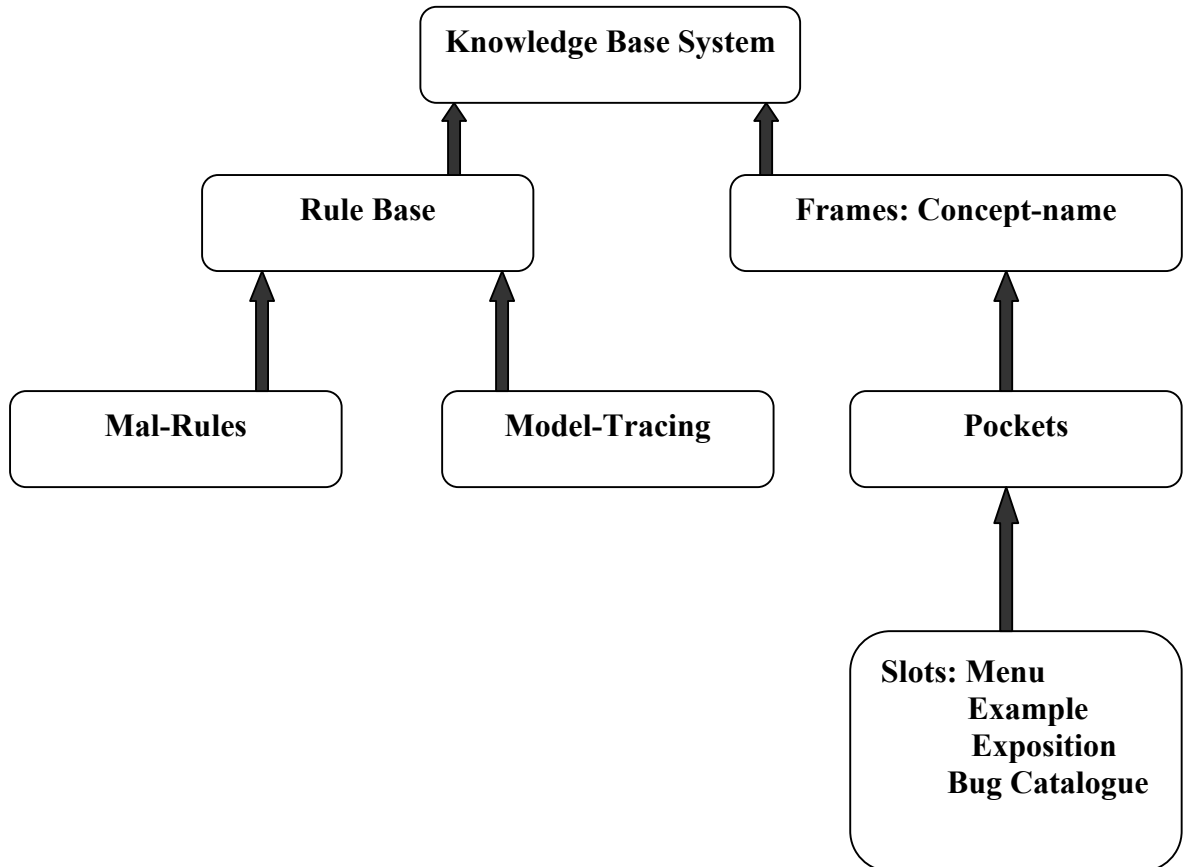 Knowledge Base System
Rule Base
Frames: Concept-name
Mal-Rules
Model-Tracing
Pockets
Slots: Menu
Example
Exposition
Bug Catalogue